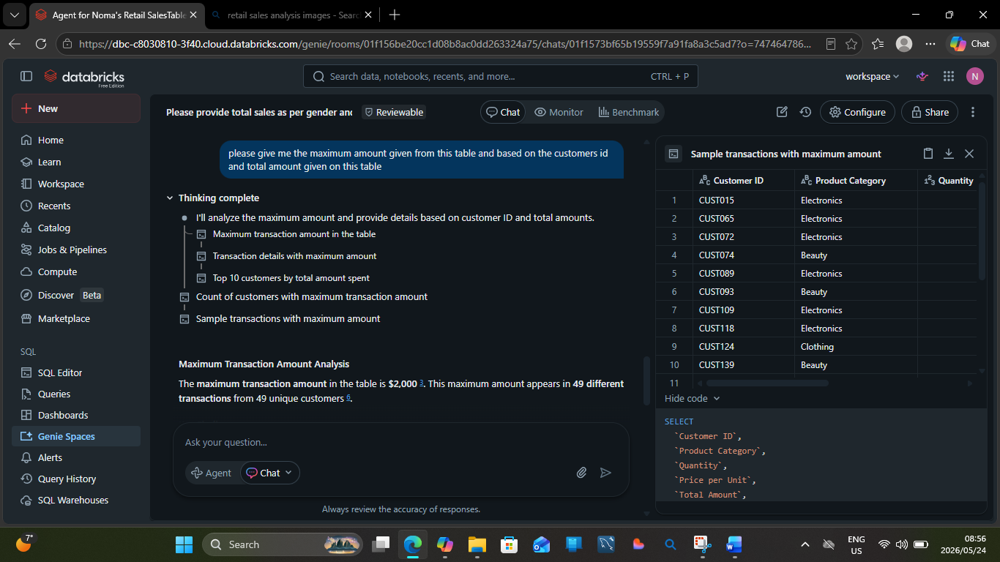 Agent for Noma's Retail SalesTable
retail sales analysis images - Searc
https://dbc-c8030810-3f40.cloud.databricks.com/genie/rooms/01f156be20cc1d08b8ac0dd263324a75/chats/01f1573bf65b19559f7a91fa8a3c5ad7?o=747464786...
Chat
databricks
Free Edition
Search data, notebooks, recents, and more...
CTRL + P
workspace
N
New
Home
Learn
Workspace
Recents
Catalog
Jobs & Pipelines
Compute
Discover Beta
Marketplace
SQL
SQL Editor
Queries
Dashboards
Genie Spaces
Alerts
Query History
SQL Warehouses
Please provide total sales as per gender and
Reviewable
Chat
Monitor
Benchmark
Configure
Share
please give me the maximum amount given from this table and based on the customers id
and total amount given on this table
Thinking complete
I'll analyze the maximum amount and provide details based on customer ID and total amounts.
Maximum transaction amount in the table
Transaction details with maximum amount
Top 10 customers by total amount spent
Count of customers with maximum transaction amount
Sample transactions with maximum amount
Maximum Transaction Amount Analysis
The maximum transaction amount in the table is $2,000 3. This maximum amount appears in 49 different
transactions from 49 unique customers 6.
Ask your question...
Agent
Chat
Always review the accuracy of responses.
Sample transactions with maximum amount
Customer ID Product Category Quantity
1 CUST015 Electronics
2 CUST065 Electronics
3 CUST072 Electronics
4 CUST074 Beauty
5 CUST089 Electronics
6 CUST093 Beauty
7 CUST109 Electronics
8 CUST118 Electronics
9 CUST124 Clothing
10 CUST139 Beauty
11
Hide code
SELECT
`Customer ID`,
`Product Category`,
`Quantity`,
`Price per Unit`,
`Total Amount`,
7°
Search
ENG
US
08:56
2026/05/24